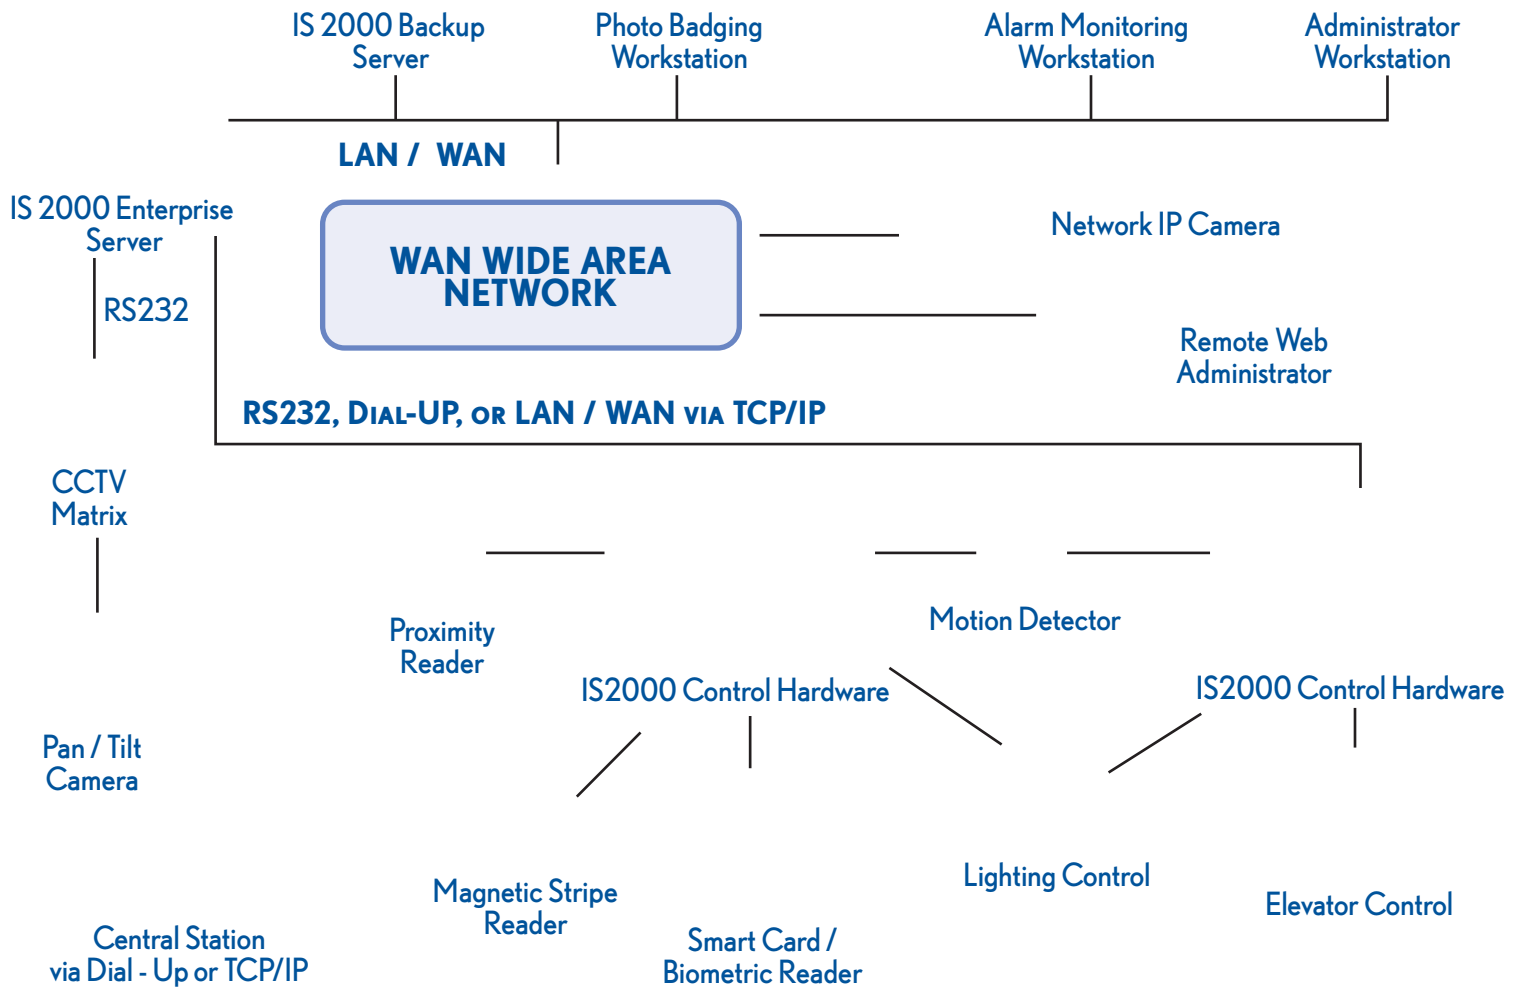 IS 2000 Backup
Server
Photo Badging
Workstation
Alarm Monitoring
Workstation
Administrator
Workstation
LAN / WAN
IS 2000 Enterprise
Server
RS232
WAN WIDE AREA
NETWORK
Network IP Camera
Remote Web
Administrator
RS232, DIAL-UP, OR LAN / WAN VIA TCP/IP
CCTV
Matrix
Proximity
Reader
Motion Detector
IS2000 Control Hardware
IS2000 Control Hardware
Pan / Tilt
Camera
Magnetic Stripe
Reader
Lighting Control
Elevator Control
Central Station
via Dial - Up or TCP/IP
Smart Card /
Biometric Reader